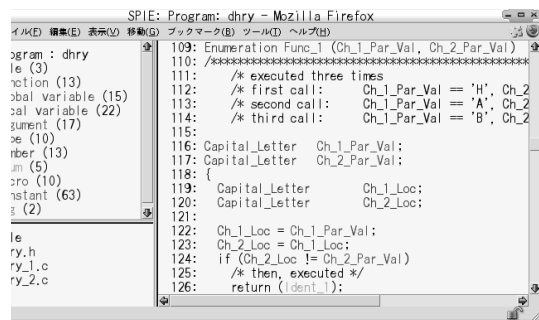 SPIE: Program: dhry - Mozilla Firefox
イル(F) 編集(E) 表示(V) 移動(G) ブックマーク(B) ツール(T) ヘルプ(H)
ogram : dhry
le (3)
nction (13)
obal variable (15)
cal variable (22)
gument (17)
pe (10)
mber (13)
um (5)
cro (10)
nstant (63)
g (2)
le
ry.h
ry_1.c
ry_2.c
109: Enumeration Func_1 (Ch_1_Par_Val, Ch_2_Par_Val)
110: /*************************************************
111:     /* executed three times
112:     /* first call:      Ch_1_Par_Val == 'H', Ch_2
113:     /* second call:     Ch_1_Par_Val == 'A', Ch_2
114:     /* third call:      Ch_1_Par_Val == 'B', Ch_2
115:
116: Capital_Letter   Ch_1_Par_Val;
117: Capital_Letter   Ch_2_Par_Val;
118: {
119:   Capital_Letter        Ch_1_Loc;
120:   Capital_Letter        Ch_2_Loc;
121:
122:   Ch_1_Loc = Ch_1_Par_Val;
123:   Ch_2_Loc = Ch_1_Loc;
124:   if (Ch_2_Loc != Ch_2_Par_Val)
125:     /* then, executed */
126:     return (Ident_1);